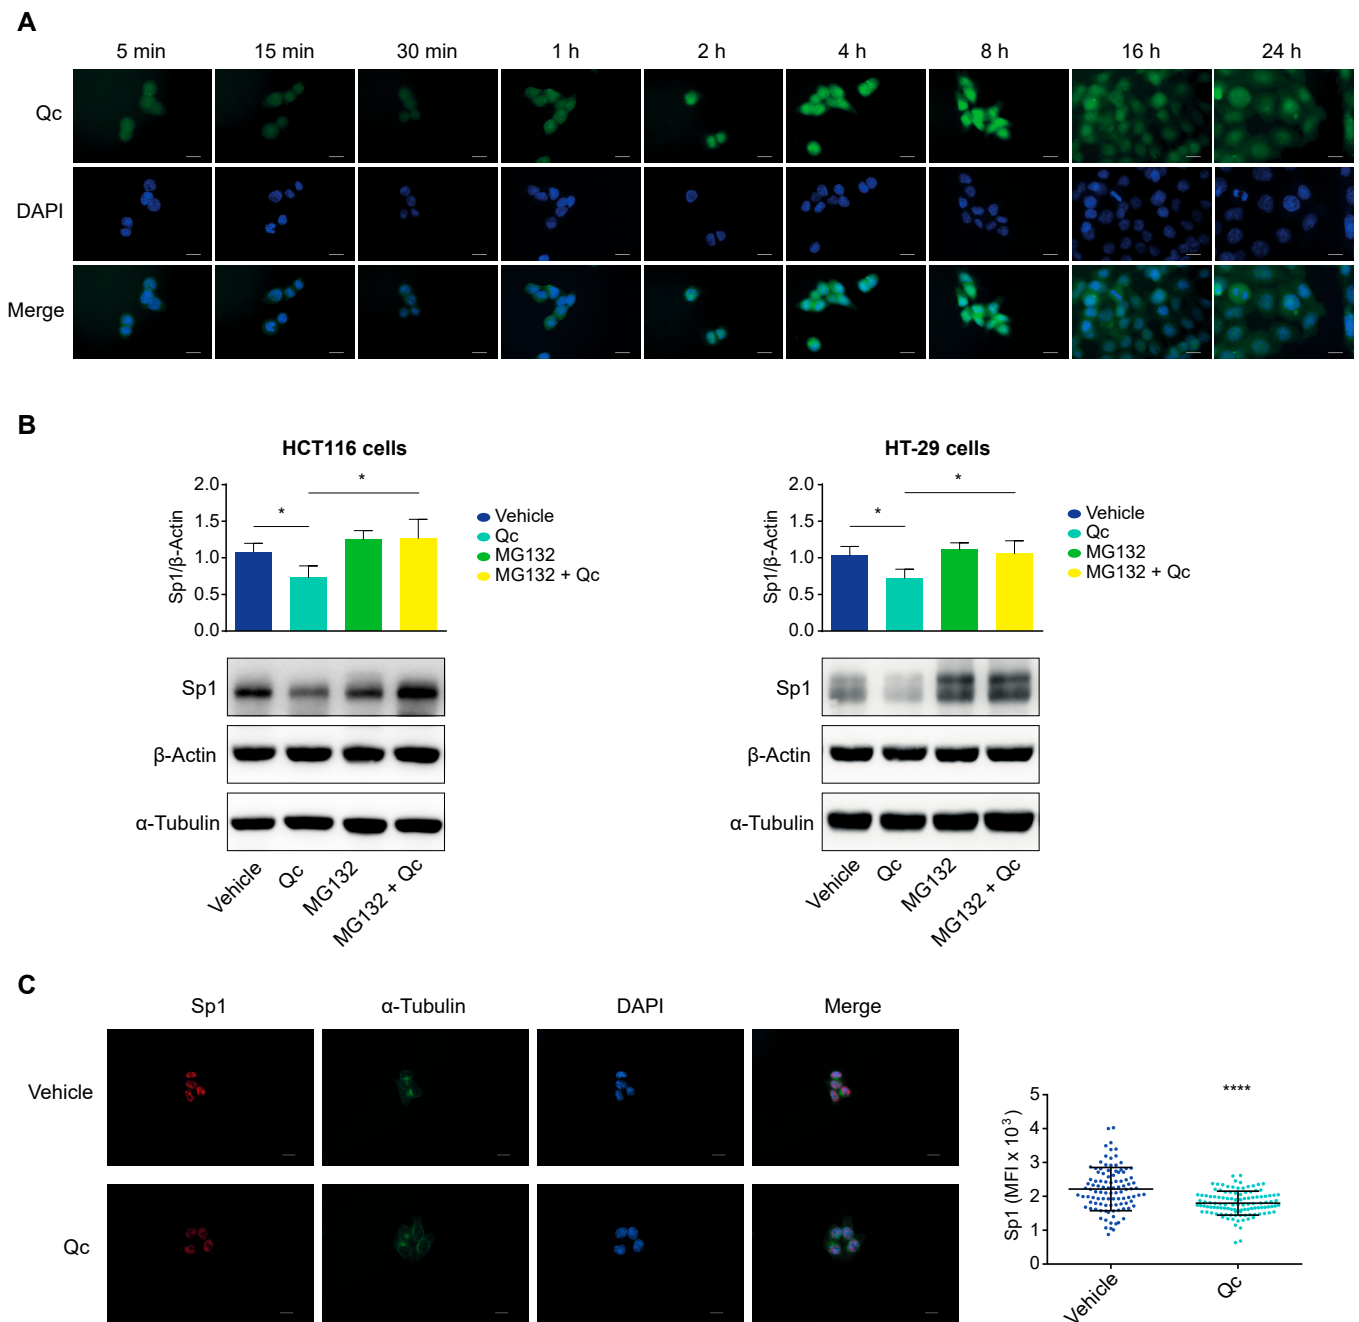 A
5 min 15 min 30 min 1 h 2 h 4 h 8 h 16 h 24 h
Qc
DAPI
Merge
B
HCT116 cells
2.0
1.5
1.0
0.5
0.0
Sp1/β-Actin
*
*
Vehicle
Qc
MG132
MG132 + Qc
Sp1
β-Actin
α-Tubulin
Vehicle
Qc
MG132
MG132 + Qc
HT-29 cells
2.0
1.5
1.0
0.5
0.0
Sp1/β-Actin
*
*
Vehicle
Qc
MG132
MG132 + Qc
Sp1
β-Actin
α-Tubulin
Vehicle
Qc
MG132
MG132 + Qc
C
Sp1 α-Tubulin DAPI Merge
Vehicle
Qc
****
5
4
3
2
1
0
Sp1 (MFI x 10³)
Vehicle
Qc